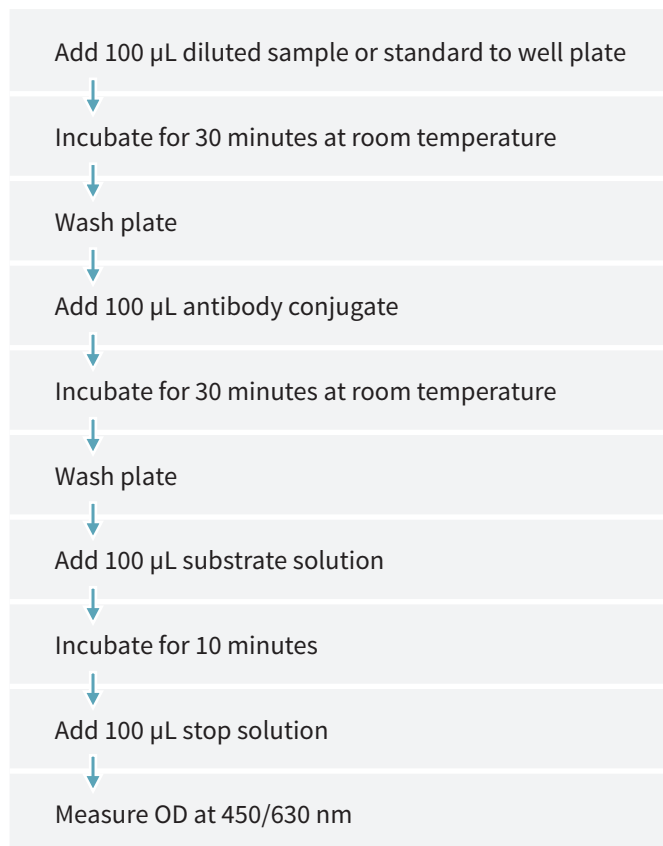 Add 100 µL diluted sample or standard to well plate
Incubate for 30 minutes at room temperature
Wash plate
Add 100 µL antibody conjugate
Incubate for 30 minutes at room temperature
Wash plate
Add 100 µL substrate solution
Incubate for 10 minutes
Add 100 µL stop solution
Measure OD at 450/630 nm